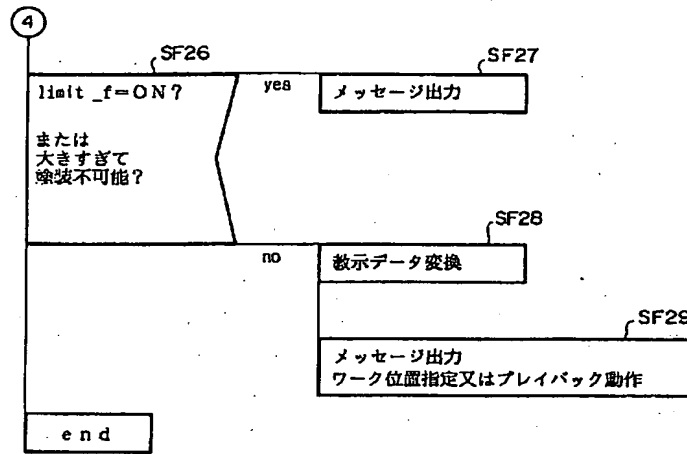 4
SF26
SF27
limit _f=ON?
または
大きすぎて
塗装不可能?
yes
メッセージ出力
SF28
no
教示データ変換
SF29
メッセージ出力
ワーク位置指定又はプレイバック動作
end